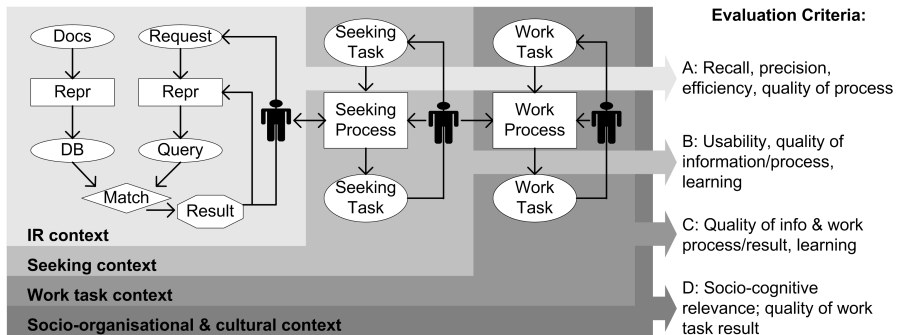 Evaluation Criteria:
Docs
Request
Seeking
Task
Work
Task
Repr
Repr
Seeking
Process
Work
Process
DB
Query
Match
Result
Seeking
Task
Work
Task
IR context
Seeking context
Work task context
Socio-organisational & cultural context
A: Recall, precision,
efficiency, quality of process
B: Usability, quality of
information/process,
learning
C: Quality of info & work
process/result, learning
D: Socio-cognitive
relevance; quality of work
task result